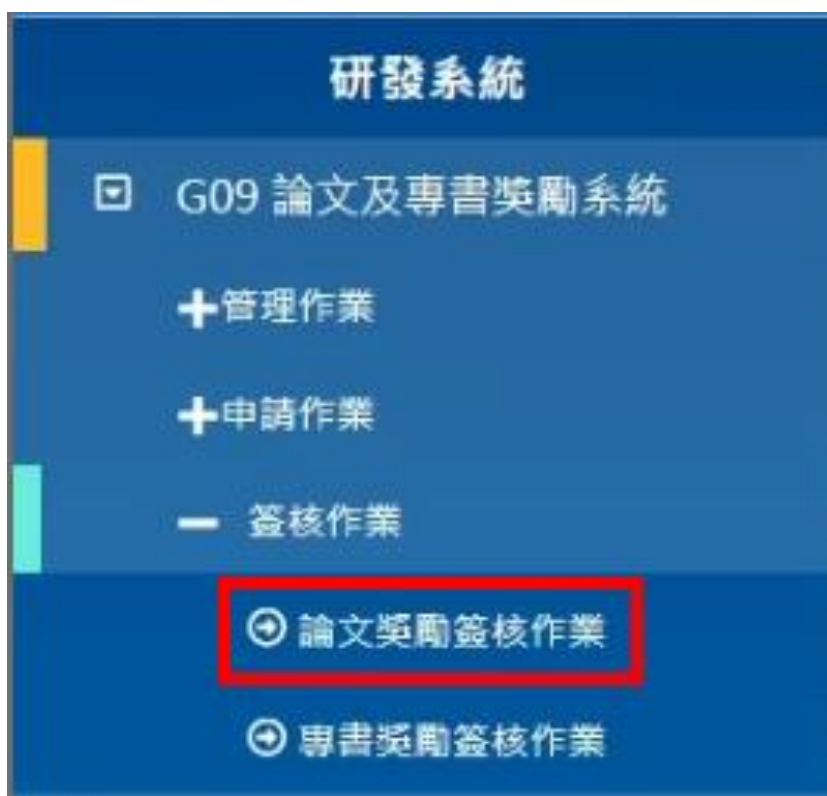 研發系統
G09 論文及專書獎勵系統
管理作業
申請作業
簽核作業
論文獎勵簽核作業
專書獎勵簽核作業